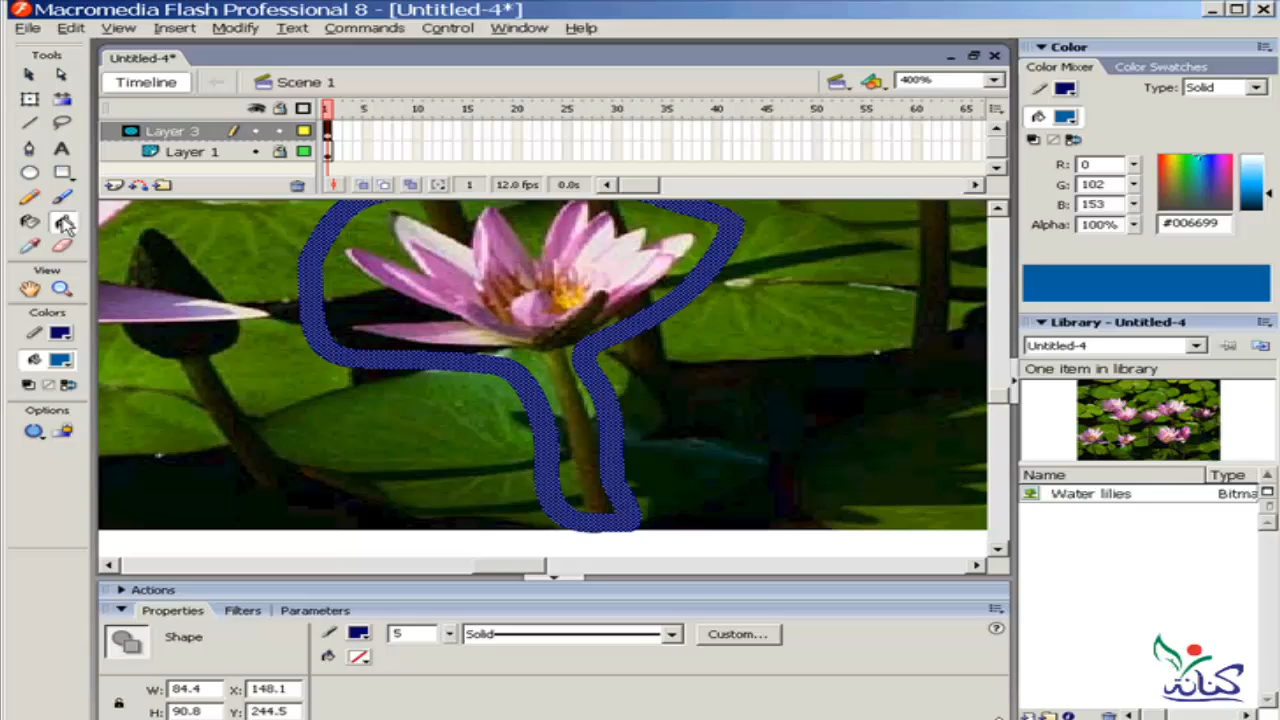 Macromedia Flash Professional 8 - [Untitled-4*]
File Edit View Insert Modify Text Commands Control Window Help
Tools
View
Colors
Options
Untitled-4*
Timeline
Scene 1
400%
1 5 10 15 20 25 30 35 40 45 50 55 60 65
Layer 3
Layer 1
1 12.0 fps 0.0s
Color
Color Mixer Color Swatches
Type: Solid
R: 0
G: 102
B: 153
Alpha: 100% #006699
Library - Untitled-4
Untitled-4
One item in library
Name Type
Water lilies Bitma
Actions
Properties Filters Parameters
Shape
5 Solid Custom...
W: 84.4 X: 148.1
H: 90.8 Y: 244.5
كنانة